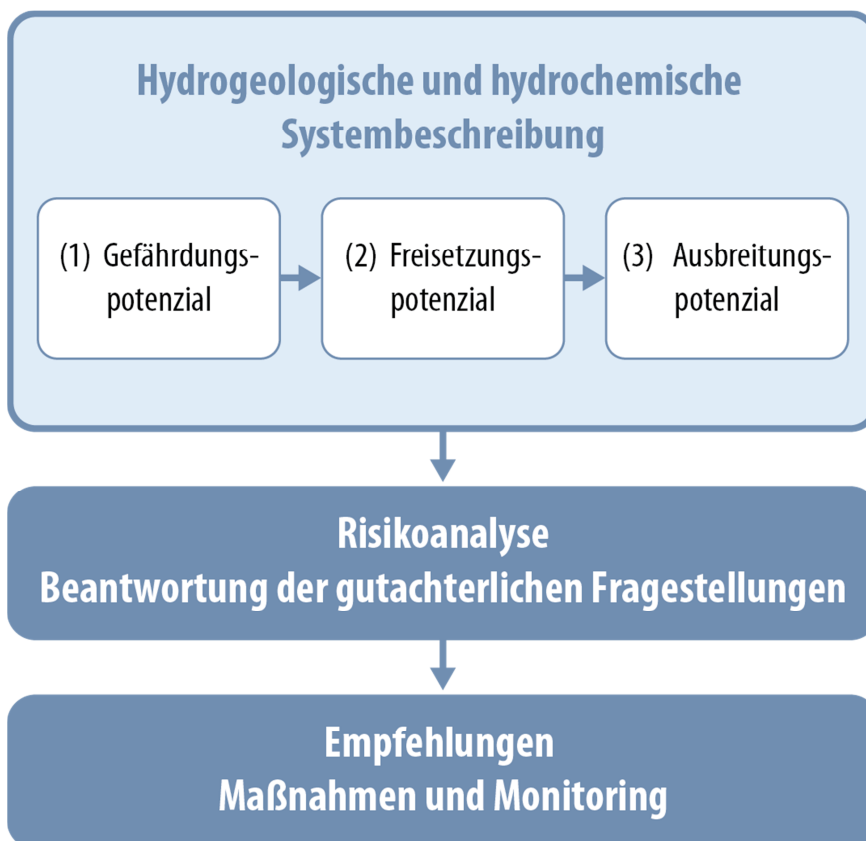 Hydrogeologische und hydrochemische
Systembeschreibung
(1) Gefährdungs-
potenzial
(2) Freisetzungs-
potenzial
(3) Ausbreitungs-
potenzial
Risikoanalyse
Beantwortung der gutachterlichen Fragestellungen
Empfehlungen
Maßnahmen und Monitoring